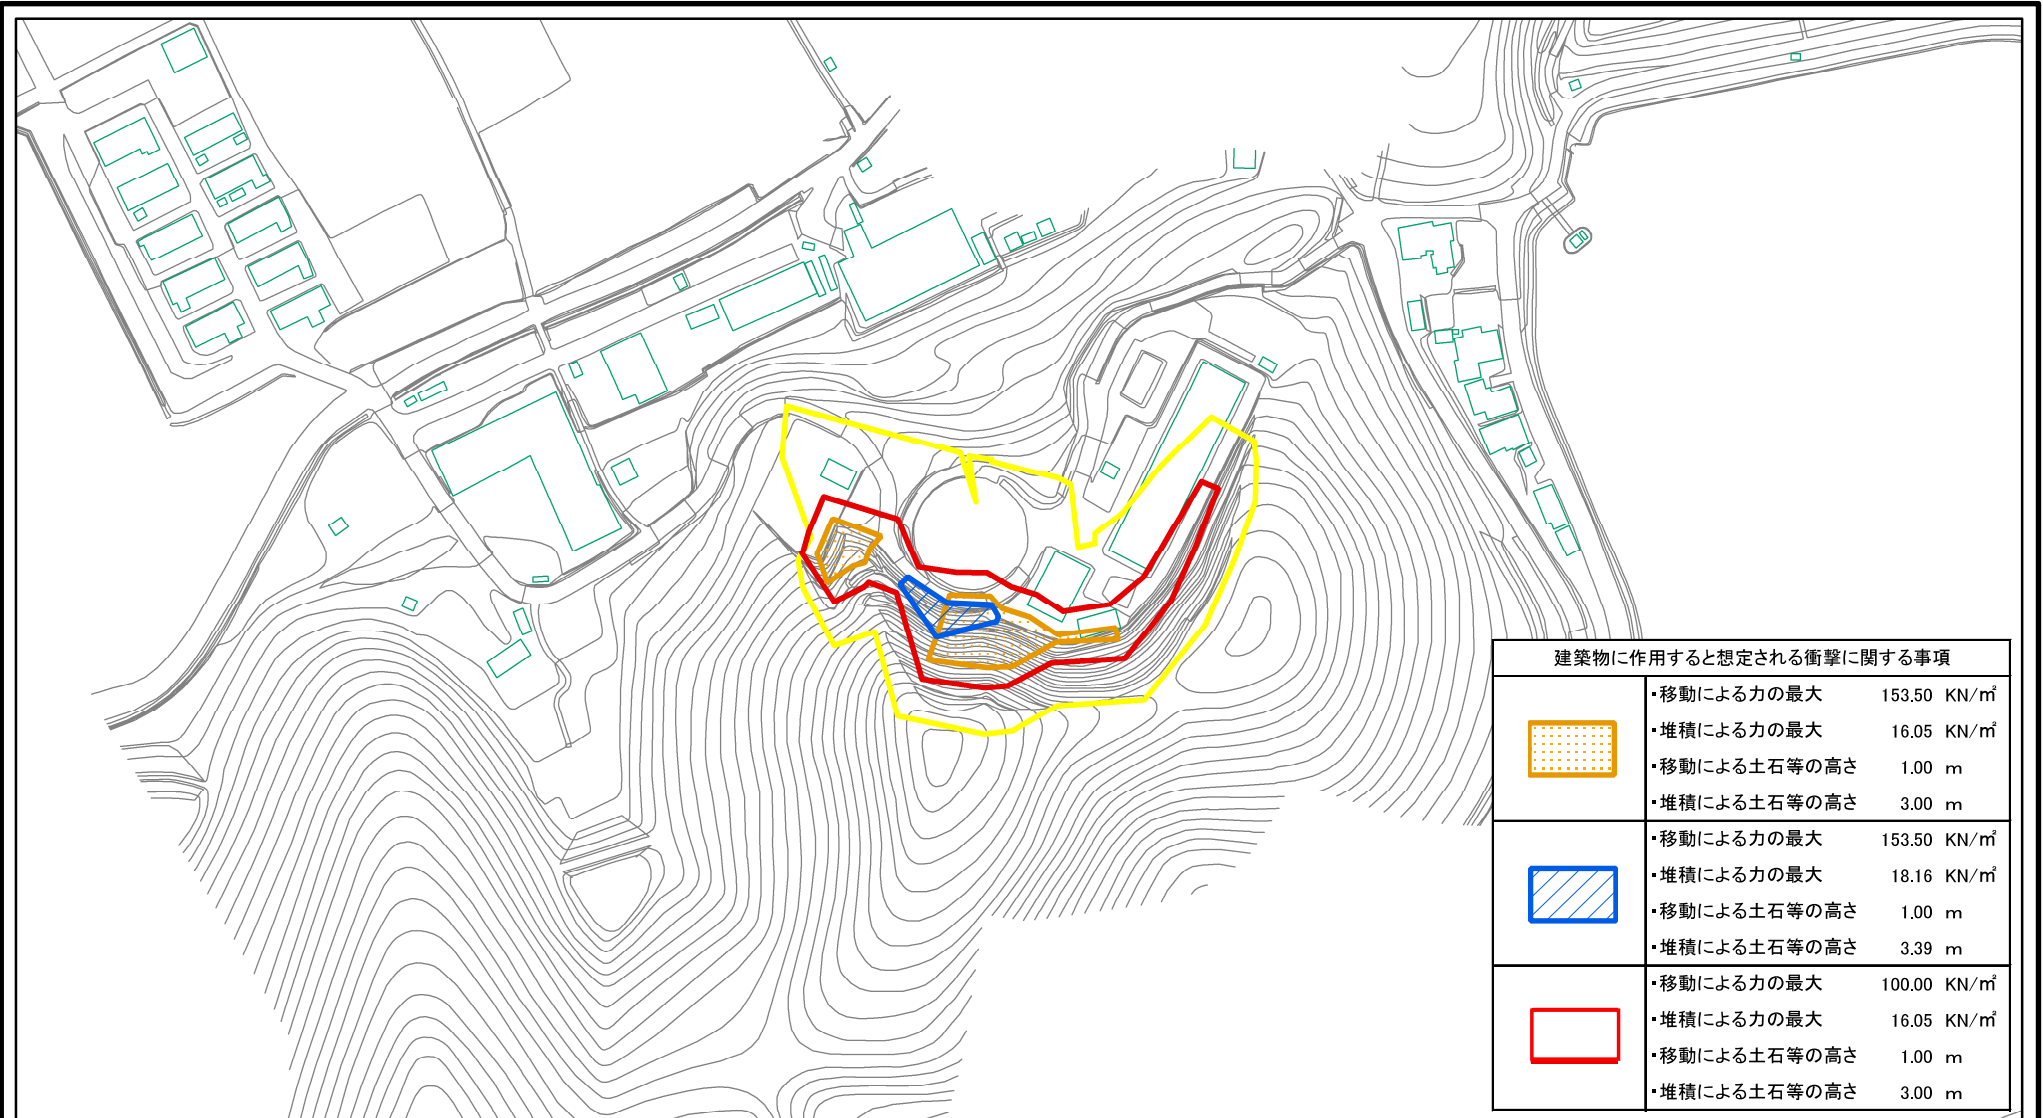 建築物に作用すると想定される衝撃に関する事項
・移動による力の最大 153.50 KN/㎡
・堆積による力の最大 16.05 KN/㎡
・移動による土石等の高さ 1.00 m
・堆積による土石等の高さ 3.00 m
・移動による力の最大 153.50 KN/㎡
・堆積による力の最大 18.16 KN/㎡
・移動による土石等の高さ 1.00 m
・堆積による土石等の高さ 3.39 m
・移動による力の最大 100.00 KN/㎡
・堆積による力の最大 16.05 KN/㎡
・移動による土石等の高さ 1.00 m
・堆積による土石等の高さ 3.00 m